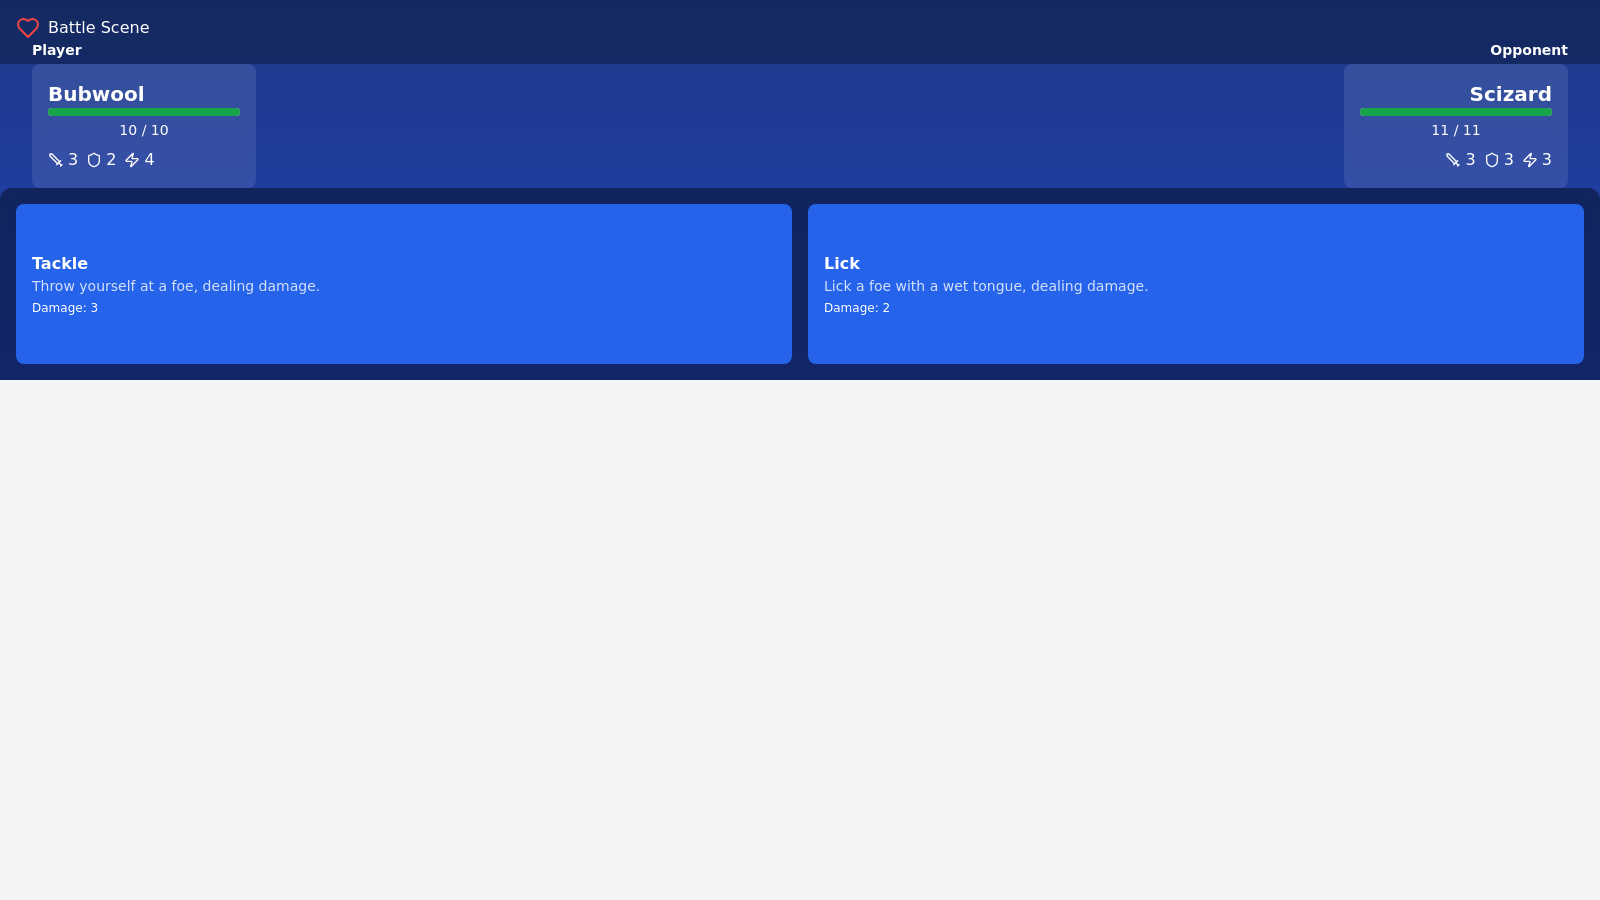 Battle Scene
Player
Opponent
Bubwool
10 / 10
3 2 4
Scizard
11 / 11
3 3 3
Tackle
Throw yourself at a foe, dealing damage.
Damage: 3
Lick
Lick a foe with a wet tongue, dealing damage.
Damage: 2